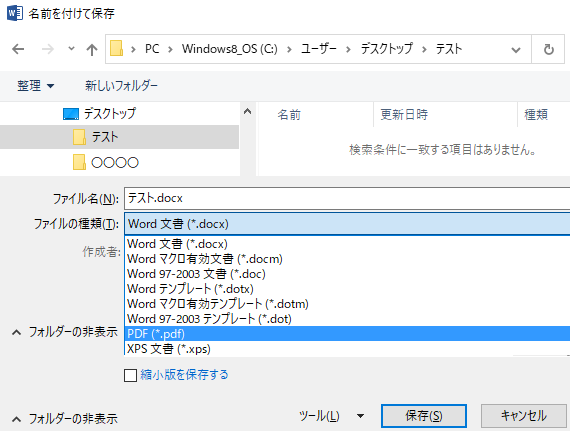 名前を付けて保存
PC › Windows8_OS (C:) › ユーザー › デスクトップ › テスト
整理 新しいフォルダー
デスクトップ
テスト
〇〇〇〇
名前 更新日時 種類
検索条件に一致する項目はありません。
ファイル名(N): テスト.docx
ファイルの種類(T): Word 文書 (*.docx)
作成者:
Word 文書 (*.docx)
Word マクロ有効文書 (*.docm)
Word 97-2003 文書 (*.doc)
Word テンプレート (*.dotx)
Word マクロ有効テンプレート (*.dotm)
Word 97-2003 テンプレート (*.dot)
フォルダーの非表示
PDF (*.pdf)
XPS 文書 (*.xps)
縮小版を保存する
フォルダーの非表示 ツール(L) 保存(S) キャンセル